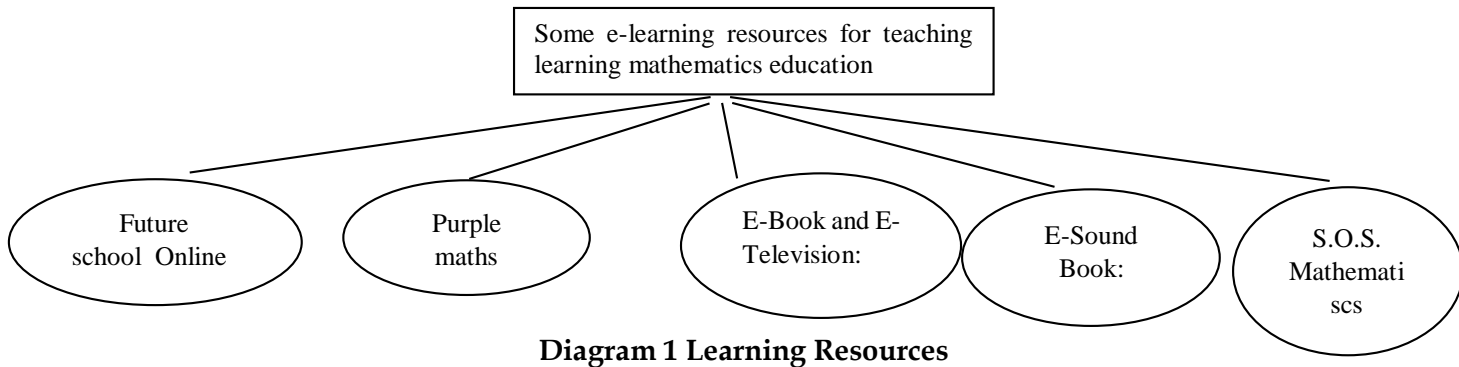 Some e-learning resources for teaching
learning mathematics education
Future
school Online
Purple
maths
E-Book and E-
Television:
E-Sound
Book:
S.O.S.
Mathemati
scs
Diagram 1 Learning Resources